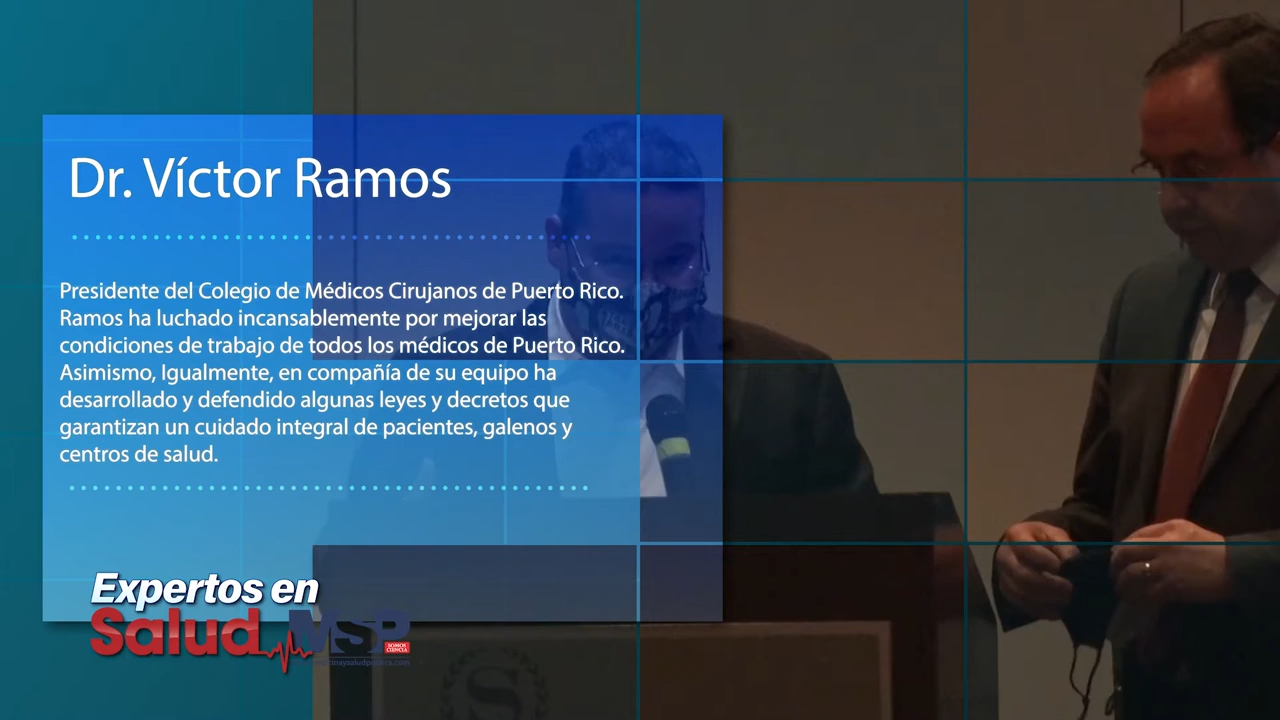 Dr. Víctor Ramos
Presidente del Colegio de Médicos Cirujanos de Puerto Rico.
Ramos ha luchado incansablemente por mejorar las
condiciones de trabajo de todos los médicos de Puerto Rico.
Asimismo, Igualmente, en compañía de su equipo ha
desarrollado y defendido algunas leyes y decretos que
garantizan un cuidado integral de pacientes, galenos y
centros de salud.
Expertos en
Salud MSP
SOMOS
CIENCIA
S